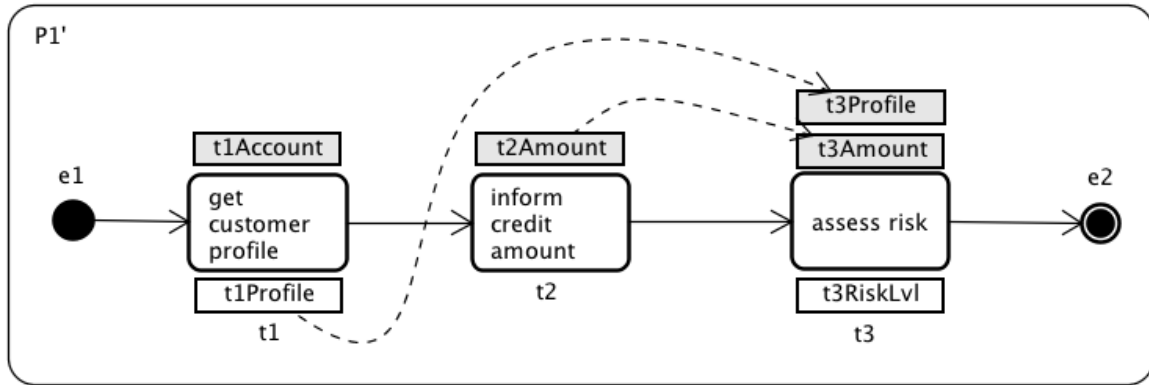 P1'
t3Profile
t1Account
t2Amount
t3Amount
e1
e2
get
customer
profile
inform
credit
amount
assess risk
t1Profile
t2
t3RiskLvl
t1
t3